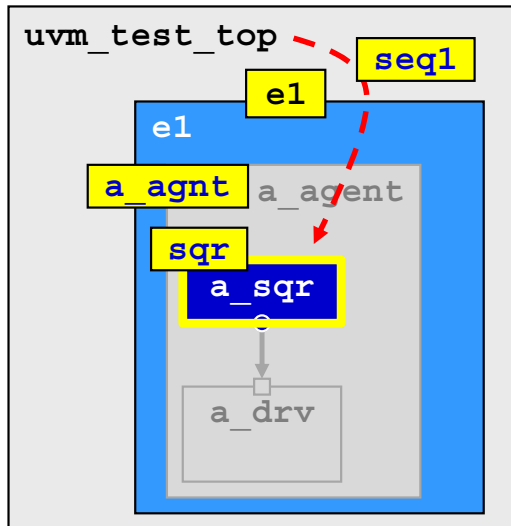 uvm_test_top
seq1
e1
e1
a_agnt
a_agent
sqr
a_sqr
a_drv